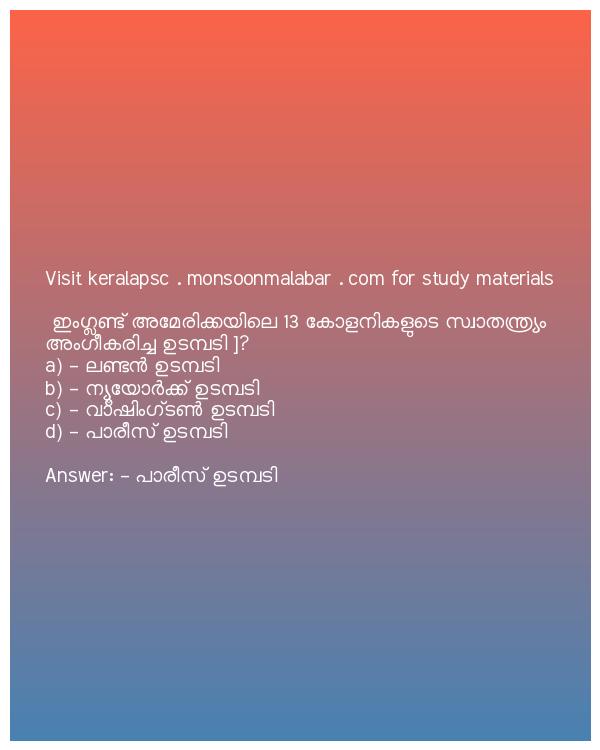 Visit keralapsc . monsoonmalabar . com for study materials
ഇംഗ്ലണ്ട് അമേരിക്കയിലെ 13 കോളനികളുടെ സ്വാതന്ത്ര്യം
അംഗീകരിച്ച ഉടമ്പടി ]?
a) – ലണ്ടൻ ഉടമ്പടി
b) – ന്യൂയോർക്ക് ഉടമ്പടി
c) – വാഷിംഗ്ടൺ ഉടമ്പടി
d) – പാരീസ് ഉടമ്പടി
Answer: – പാരീസ് ഉടമ്പടി